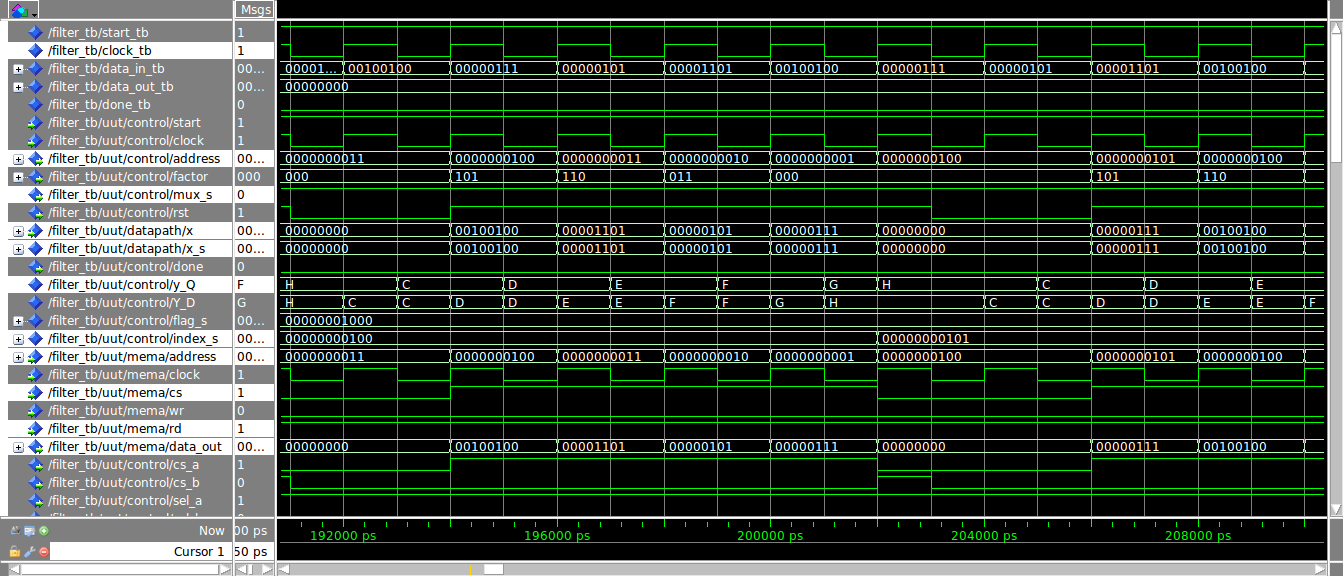 Msgs
/filter_tb/start_tb 1
/filter_tb/clock_tb 1
/filter_tb/data_in_tb 00... 00001... 00100100 00000111 00000101 00001101 00100100 00000111 00000101 00001101 00100100
/filter_tb/data_out_tb 00... 00000000
/filter_tb/done_tb 0
/filter_tb/uut/control/start 1
/filter_tb/uut/control/clock 1
/filter_tb/uut/control/address 00... 0000000011 0000000100 0000000011 0000000010 0000000001 0000000100 0000000101 0000000100
/filter_tb/uut/control/factor 000 000 101 110 011 000 101 110
/filter_tb/uut/control/mux_s 0
/filter_tb/uut/control/rst 1
/filter_tb/uut/datapath/x 00... 00000000 00100100 00001101 00000101 00000111 00000000 00000111 00100100
/filter_tb/uut/datapath/x_s 00... 00000000 00100100 00001101 00000101 00000111 00000000 00000111 00100100
/filter_tb/uut/control/done 0
/filter_tb/uut/control/y_Q F H C D E F G H C D E
/filter_tb/uut/control/Y_D G H C C D D E E F F G H C C D D E E F
/filter_tb/uut/control/flag_s 00... 00000001000
/filter_tb/uut/control/index_s 00... 00000000100 00000000101
/filter_tb/uut/mema/address 00... 0000000011 0000000100 0000000011 0000000010 0000000001 0000000100 0000000101 0000000100
/filter_tb/uut/mema/clock 1
/filter_tb/uut/mema/cs 1
/filter_tb/uut/mema/wr 0
/filter_tb/uut/mema/rd 1
/filter_tb/uut/mema/data_out 00... 00000000 00100100 00001101 00000101 00000111 00000000 00000111 00100100
/filter_tb/uut/control/cs_a 1
/filter_tb/uut/control/cs_b 0
/filter_tb/uut/control/sel_a 1
Now 00 ps 192000 ps 196000 ps 200000 ps 204000 ps 208000 ps
Cursor 1 50 ps